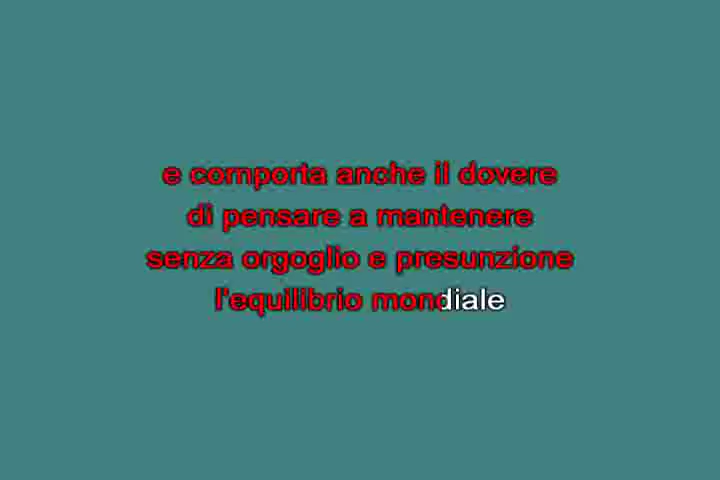 e comporta anche il dovere
di pensare a mantenere
senza orgoglio e presunzione
l'equilibrio mondiale